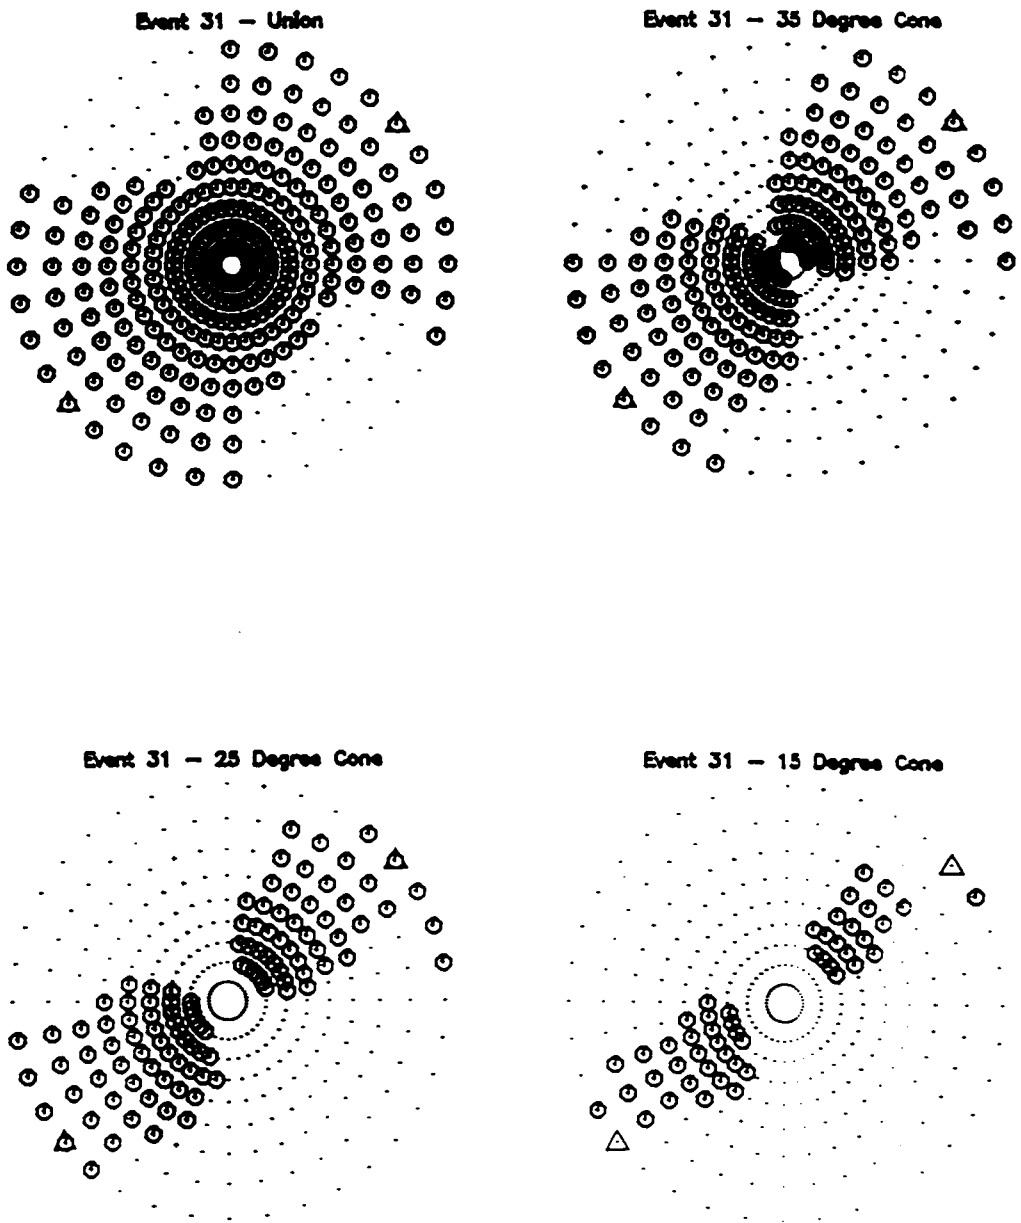 Event 31 - Union
Event 31 - 35 Degree Cone
Event 31 - 25 Degree Cone
Event 31 - 15 Degree Cone